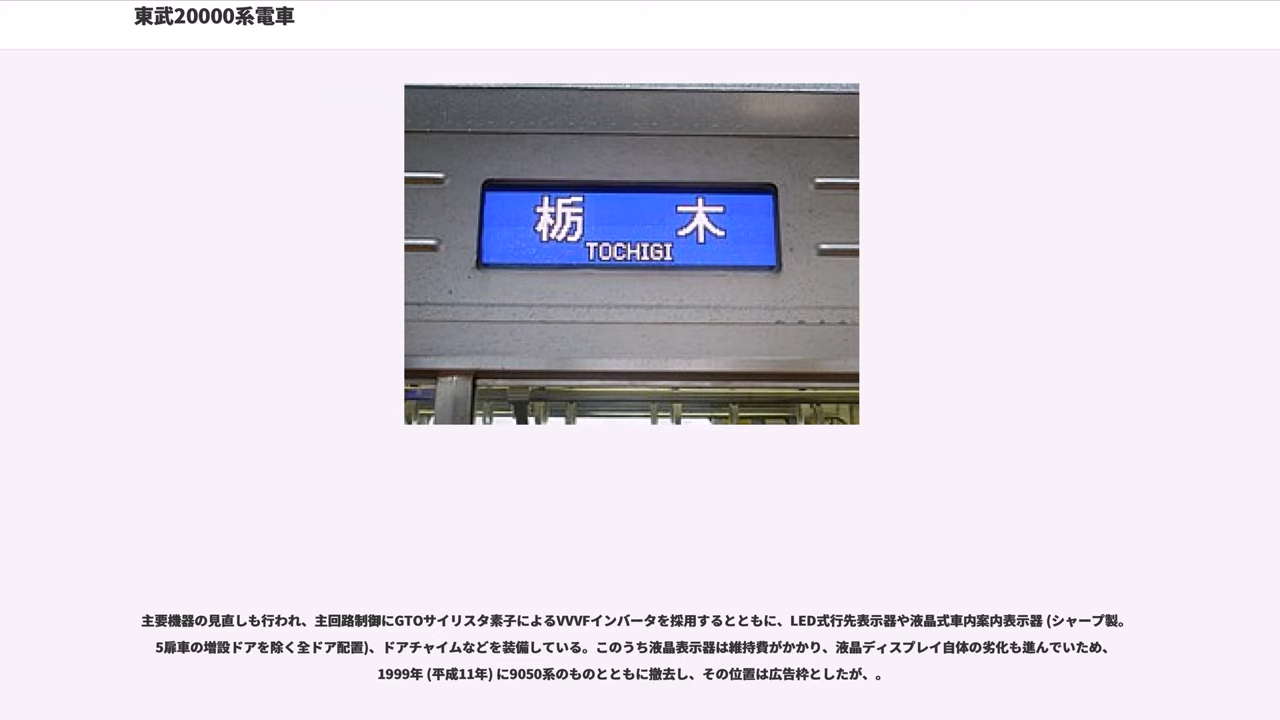 東武20000系電車
栃 木
TOCHIGI
主要機器の見直しも行われ、主回路制御にGTOサイリスタ素子によるVVVFインバータを採用するとともに、LED式行先表示器や液晶式車内案内表示器 (シャープ製。
5扉車の増設ドアを除く全ドア配置)、ドアチャイムなどを装備している。このうち液晶表示器は維持費がかかり、液晶ディスプレイ自体の劣化も進んでいたため、
1999年 (平成11年) に9050系のものとともに撤去し、その位置は広告枠としたが、。